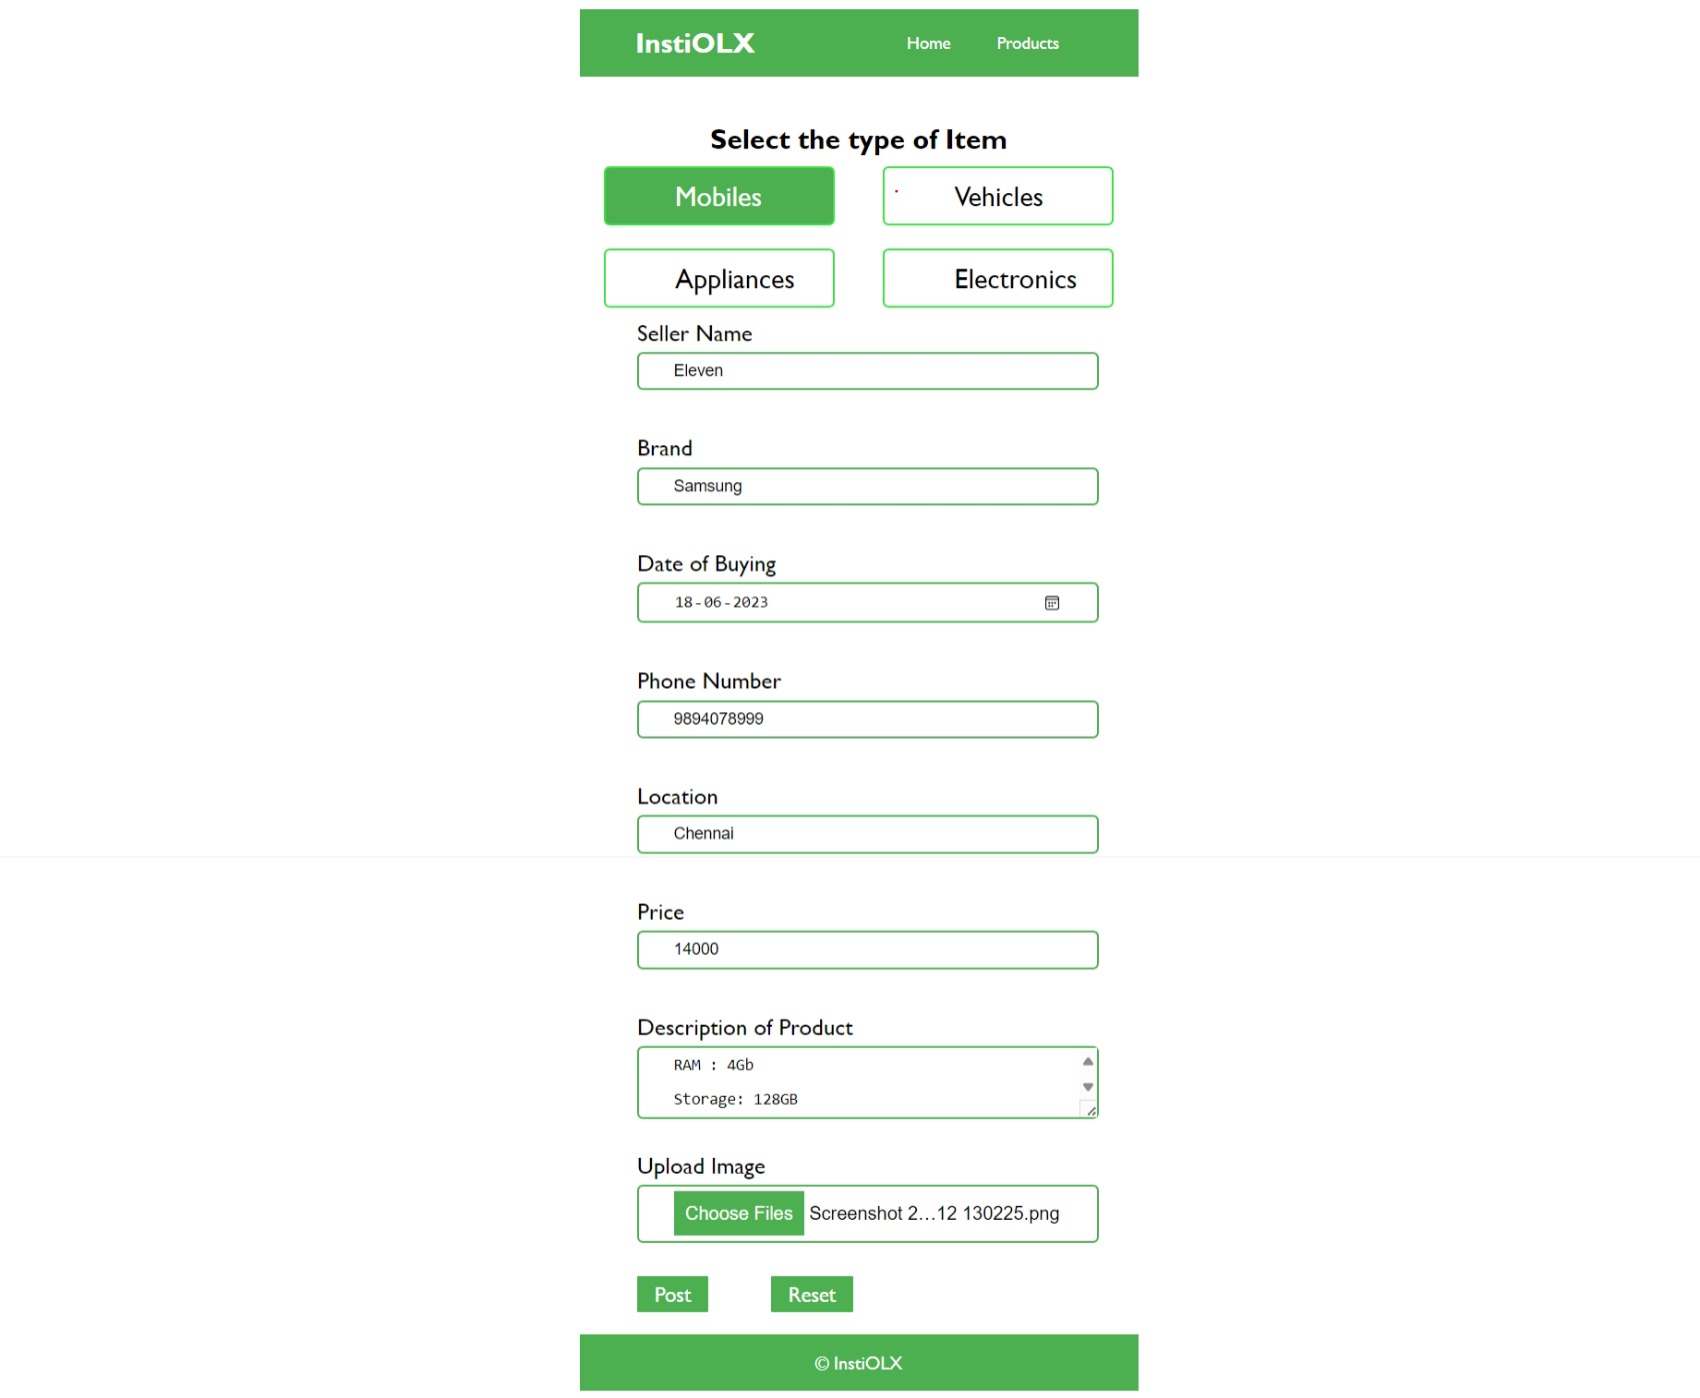 InstiOLX Home Products
Select the type of Item
Mobiles Vehicles
Appliances Electronics
Seller Name
Eleven
Brand
Samsung
Date of Buying
18-06-2023
Phone Number
9894078999
Location
Chennai
Price
14000
Description of Product
RAM : 4Gb
Storage: 128GB
Upload Image
Choose Files Screenshot 2...12 130225.png
Post Reset
© InstiOLX